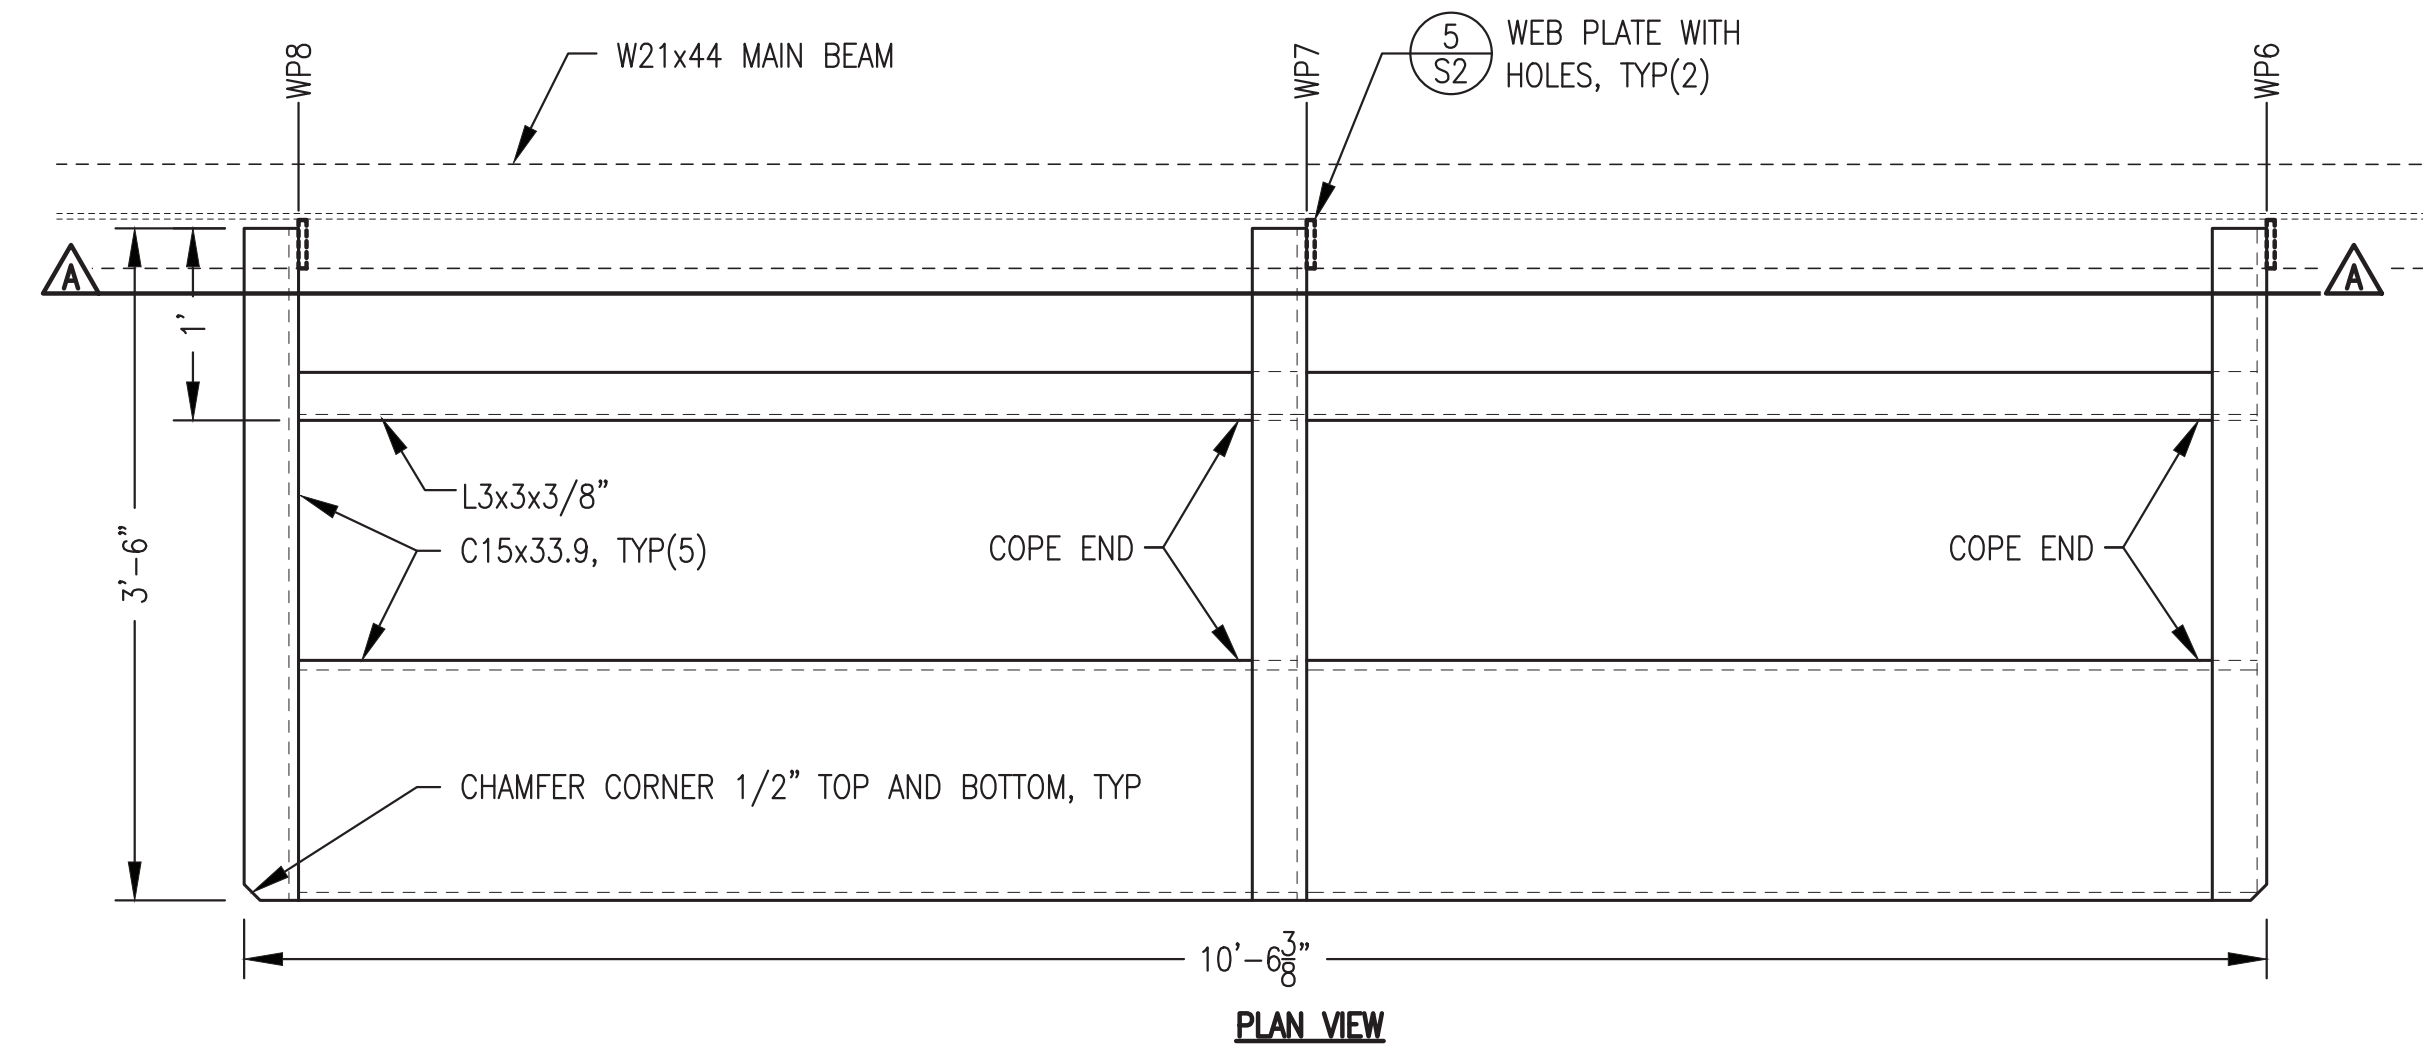 WP8
W21x44 MAIN BEAM
WP7
5
S2
WEB PLATE WITH
HOLES, TYP(2)
WP6
A
A
1'
3'-6"
L3x3x3/8"
C15x33.9, TYP(5)
COPE END
COPE END
CHAMFER CORNER 1/2" TOP AND BOTTOM, TYP
10'-6 3/8"
PLAN VIEW